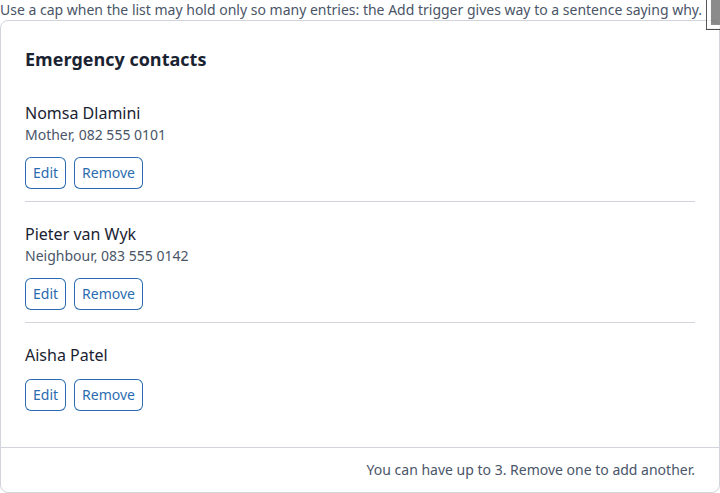 Use a cap when the list may hold only so many entries: the Add trigger gives way to a sentence saying why.
Emergency contacts
Nomsa Dlamini
Mother, 082 555 0101
Edit Remove
Pieter van Wyk
Neighbour, 083 555 0142
Edit Remove
Aisha Patel
Edit Remove
You can have up to 3. Remove one to add another.